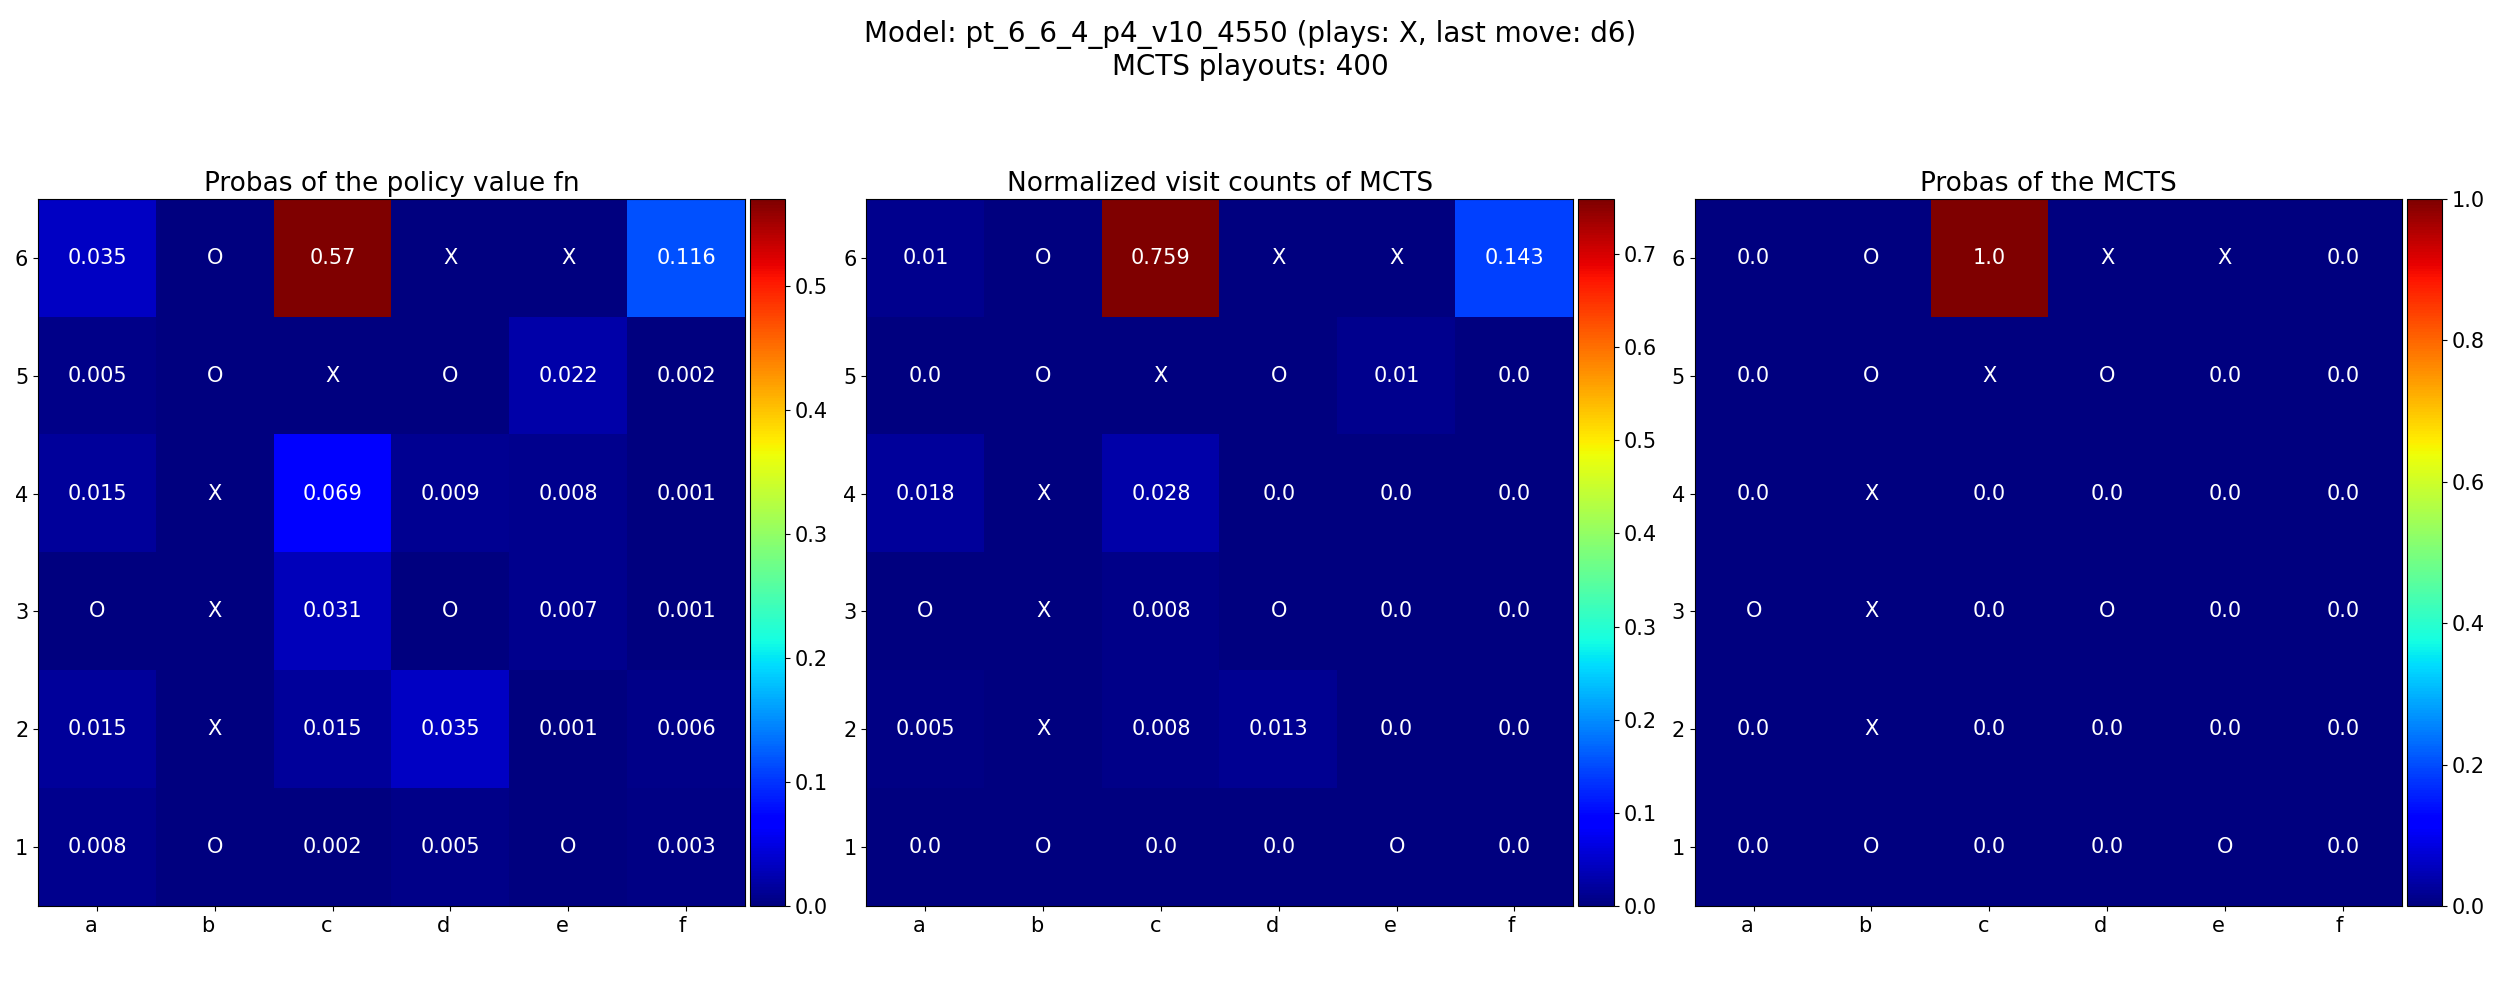 Model: pt_6_6_4_p4_v10_4550 (plays: X, last move: d6)
MCTS playouts: 400
Probas of the policy value fn
6 0.035 O 0.57 X X 0.116
5 0.005 O X O 0.022 0.002
4 0.015 X 0.069 0.009 0.008 0.001
3 O X 0.031 O 0.007 0.001
2 0.015 X 0.015 0.035 0.001 0.006
1 0.008 O 0.002 0.005 O 0.003
a b c d e f
0.5
0.4
0.3
0.2
0.1
0.0
Normalized visit counts of MCTS
6 0.01 O 0.759 X X 0.143
5 0.0 O X O 0.01 0.0
4 0.018 X 0.028 0.0 0.0 0.0
3 O X 0.008 O 0.0 0.0
2 0.005 X 0.008 0.013 0.0 0.0
1 0.0 O 0.0 0.0 O 0.0
a b c d e f
0.7
0.6
0.5
0.4
0.3
0.2
0.1
0.0
Probas of the MCTS
6 0.0 O 1.0 X X 0.0
5 0.0 O X O 0.0 0.0
4 0.0 X 0.0 0.0 0.0 0.0
3 O X 0.0 O 0.0 0.0
2 0.0 X 0.0 0.0 0.0 0.0
1 0.0 O 0.0 0.0 O 0.0
a b c d e f
1.0
0.8
0.6
0.4
0.2
0.0